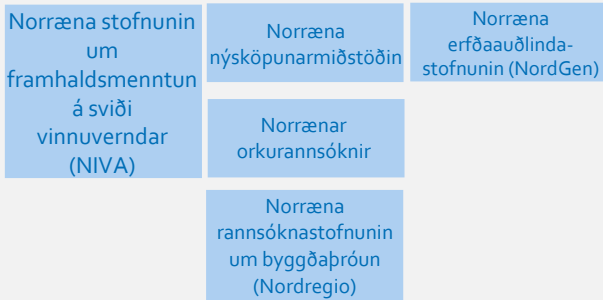 Norræna stofnunin
um
framhaldsmenntun
á sviði
vinnuverndar
(NIVA)
Norræna
nýsköpunarmiðstöðin
Norrænar
orkurannsóknir
Norræna
rannsóknastofnunin
um byggðaþróun
(Nordregio)
Norræna
erfðaauðlinda-
stofnunin (NordGen)